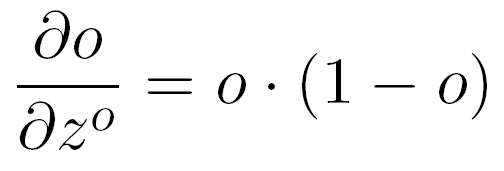 ∂o/∂z^o = o · (1 − o)